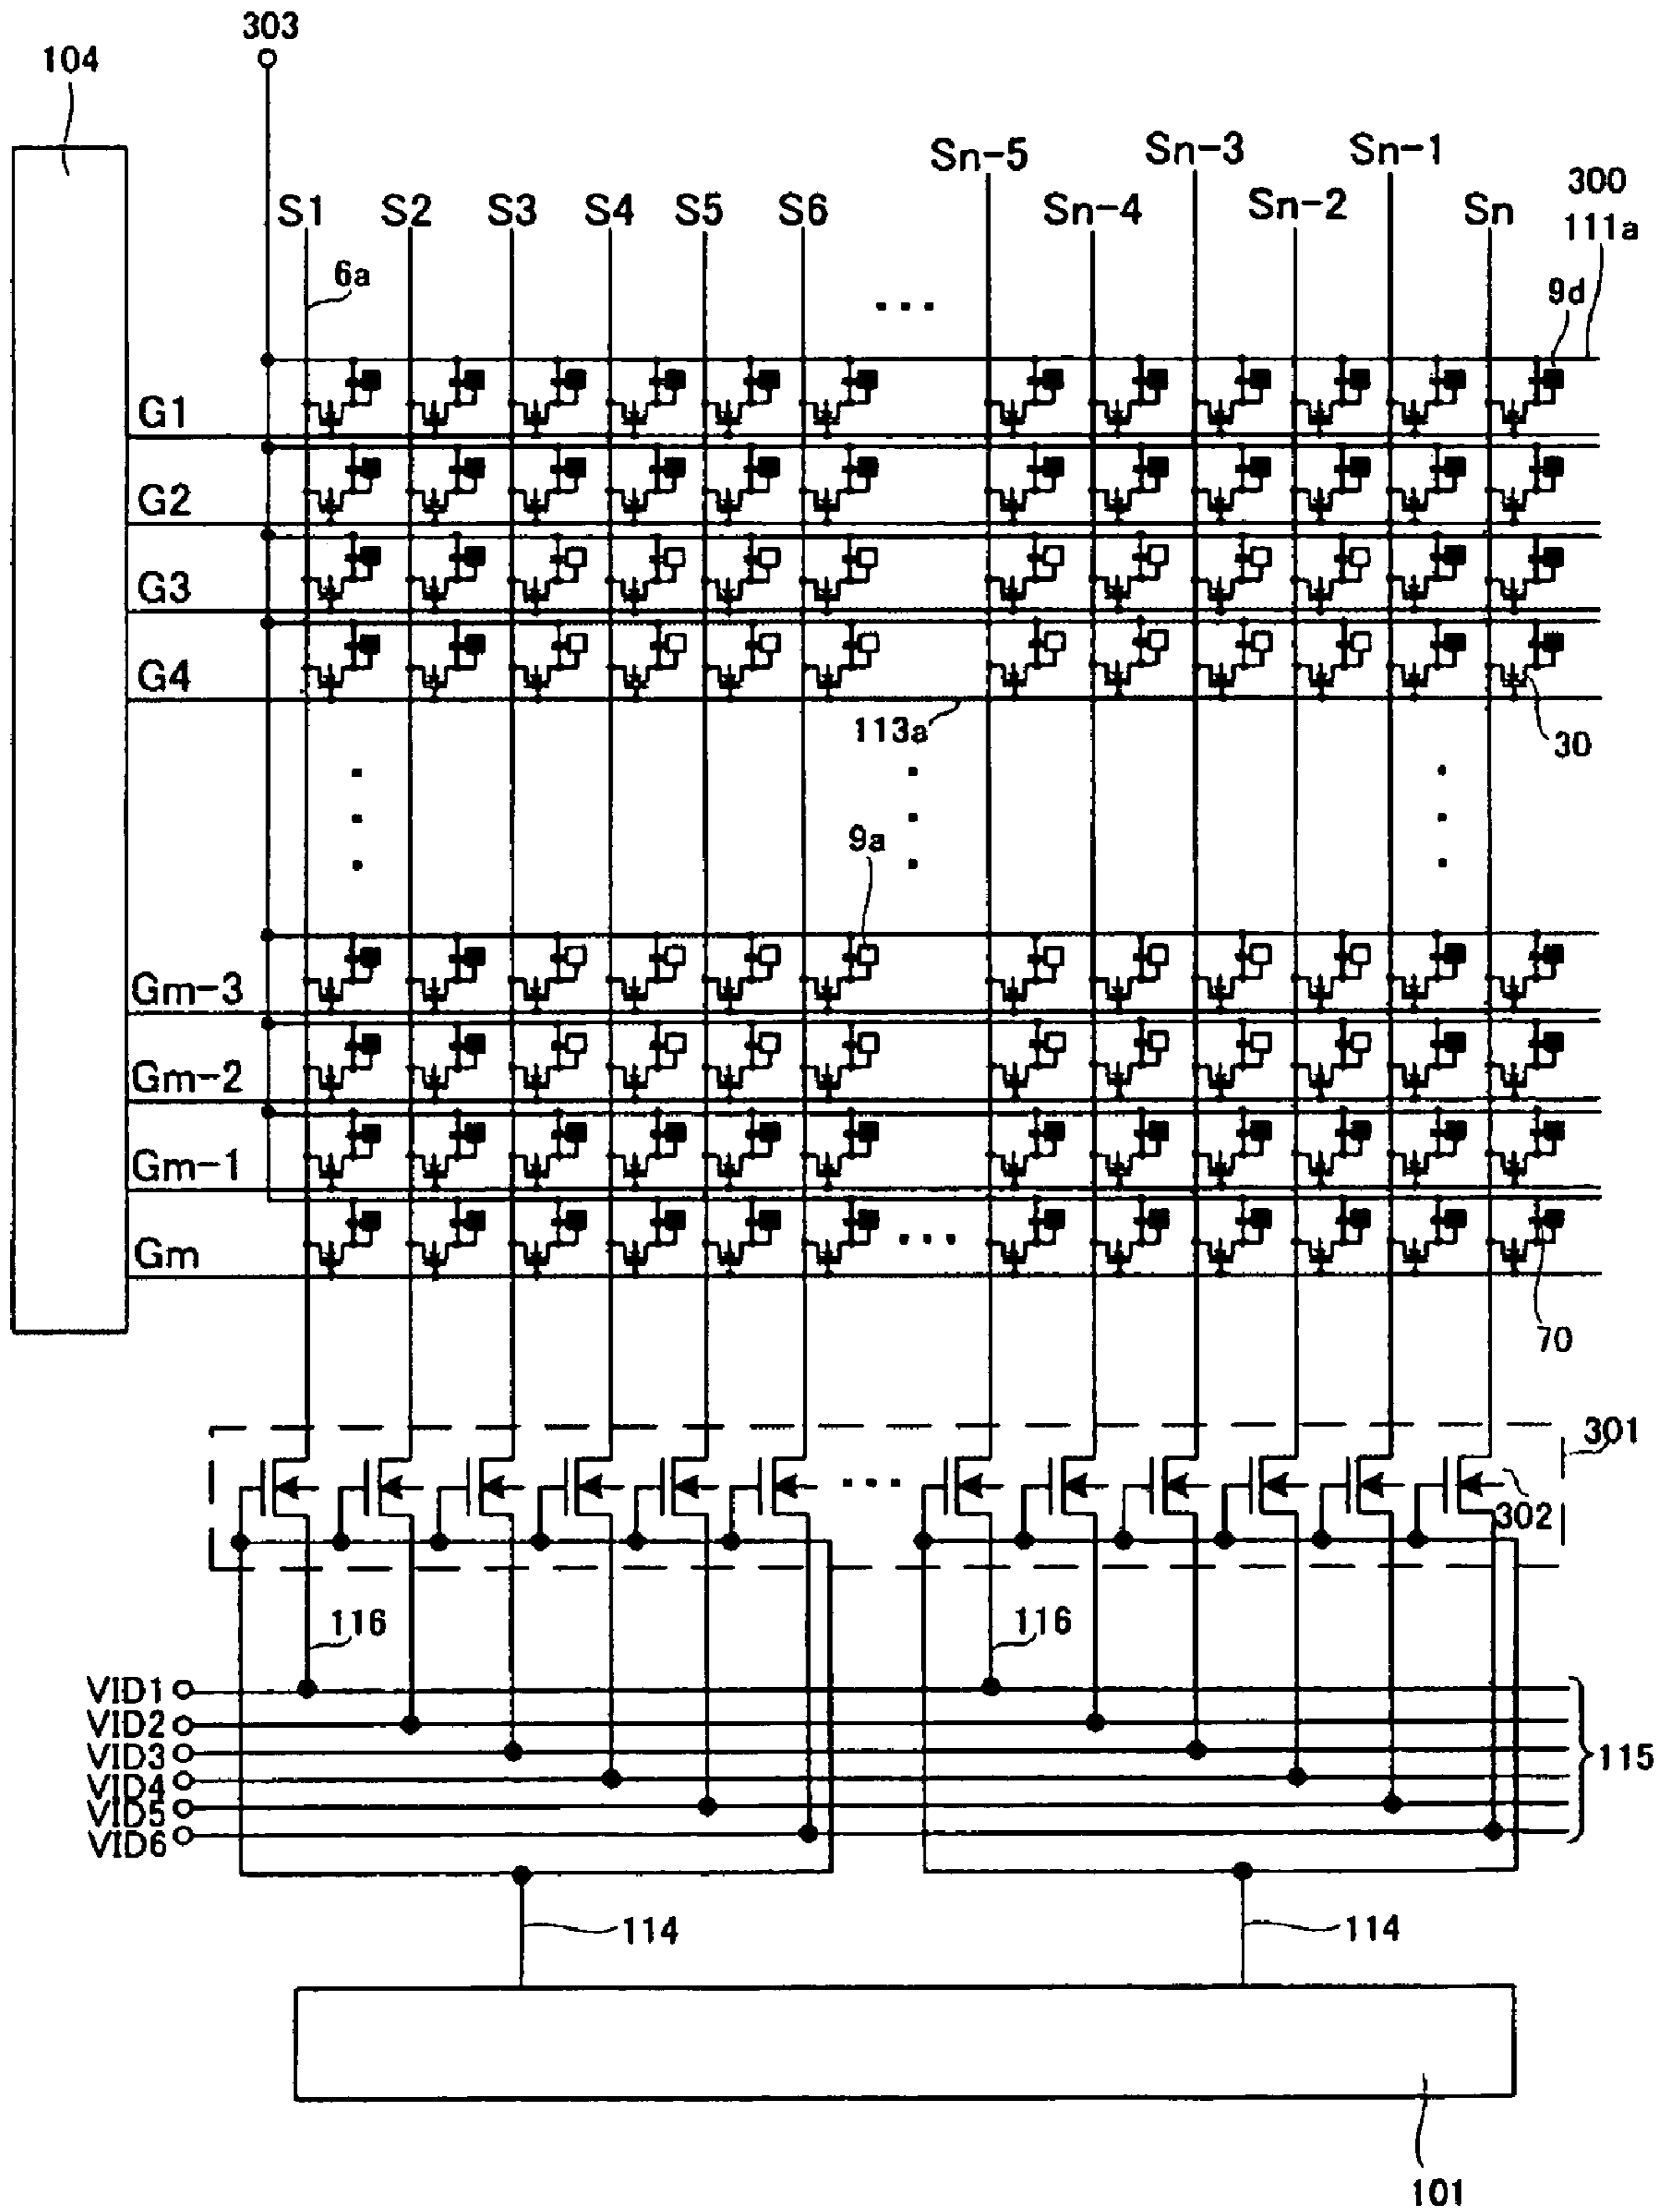 303
104
Sn-5
Sn-3
Sn-1
300
S1
S2
S3
S4
S5
S6
Sn-4
Sn-2
Sn
111a
6a
9d
G1
G2
G3
G4
113a
30
9a
Gm-3
Gm-2
Gm-1
Gm
70
301
302
116
116
VID1
VID2
VID3
VID4
VID5
VID6
115
114
114
101